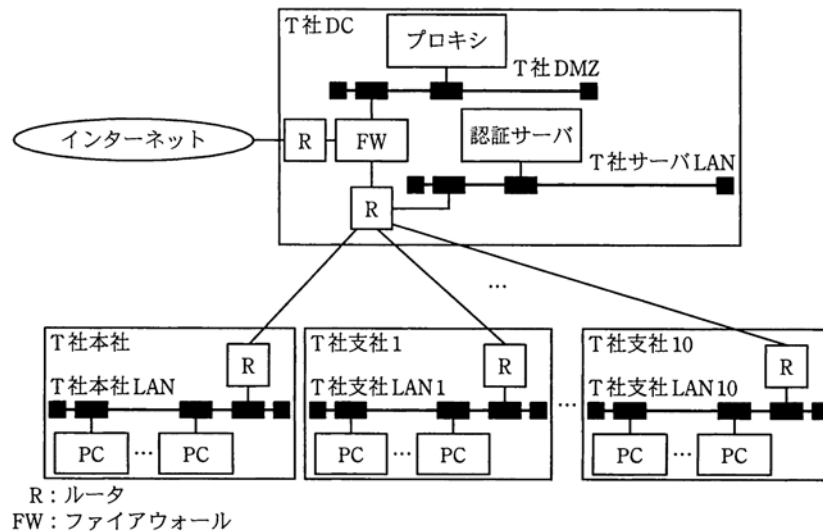 T社DC
プロキシ
T社DMZ
インターネット
R
FW
認証サーバ
T社サーバLAN
R
…
T社本社
R
T社本社LAN
PC
…
PC
T社支社1
R
T社支社LAN1
PC
…
PC
…
T社支社10
R
T社支社LAN10
PC
…
PC
R:ルータ
FW:ファイアウォール